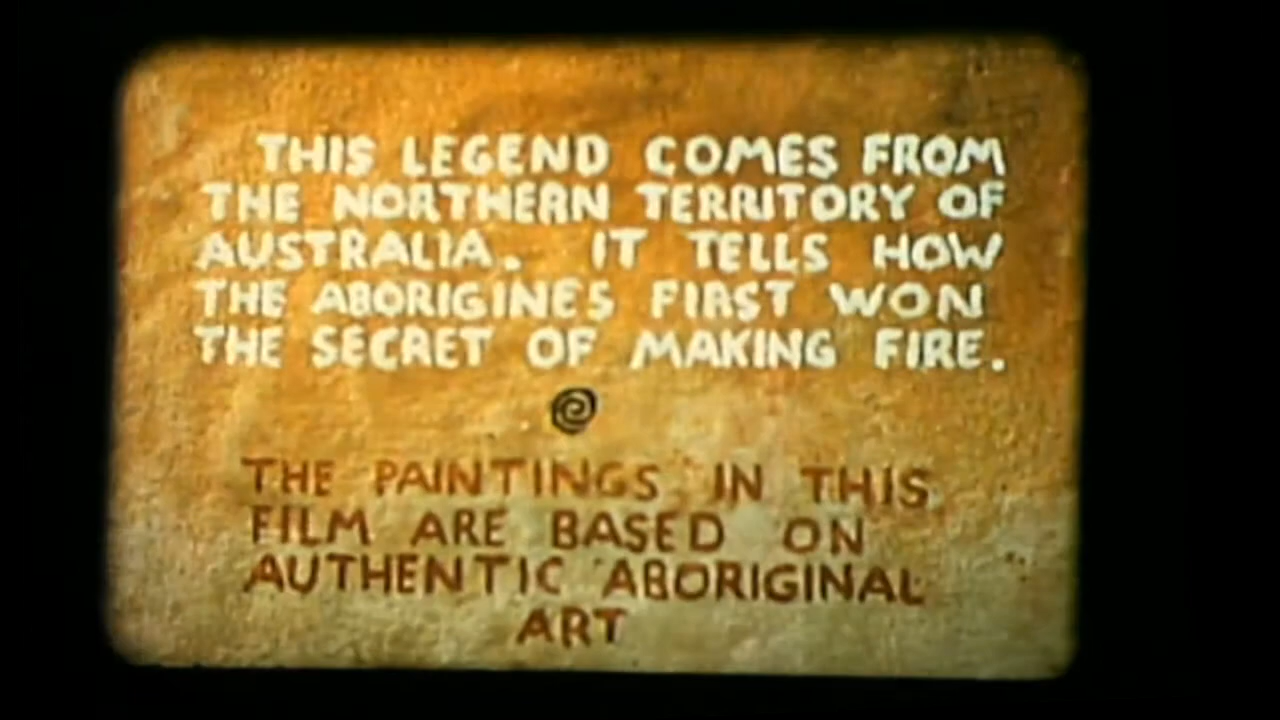 THIS LEGEND COMES FROM
THE NORTHERN TERRITORY OF
AUSTRALIA. IT TELLS HOW
THE ABORIGINES FIRST WON
THE SECRET OF MAKING FIRE.
THE PAINTINGS IN THIS
FILM ARE BASED ON
AUTHENTIC ABORIGINAL
ART